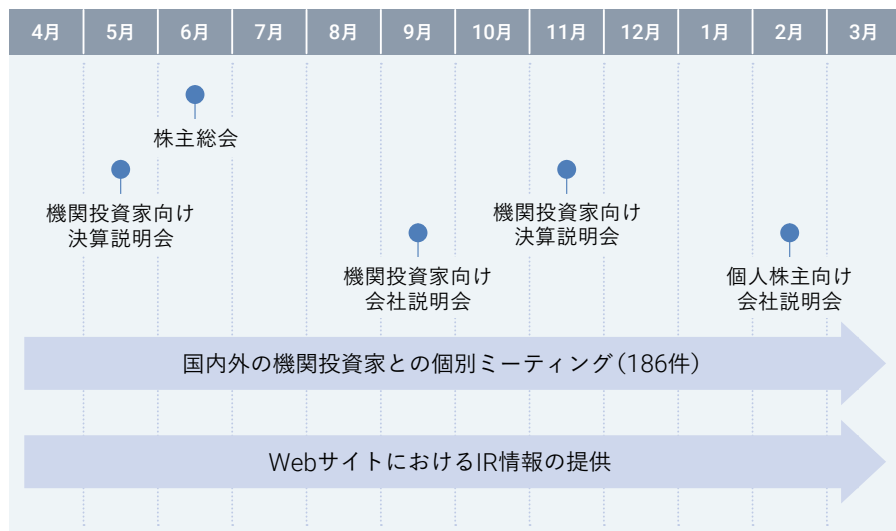 4月 5月 6月 7月 8月 9月 10月 11月 12月 1月 2月 3月
株主総会
機関投資家向け
決算説明会
機関投資家向け
決算説明会
機関投資家向け
会社説明会
個人株主向け
会社説明会
国内外の機関投資家との個別ミーティング(186件)
WebサイトにおけるIR情報の提供